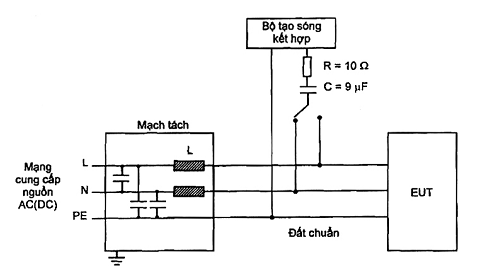 Bộ tạo sóng
kết hợp
R = 10 Ω
C = 9 µF
Mạch tách
L
Mạng
cung cấp
nguồn
AC(DC)
L
N
PE
EUT
Đất chuẩn